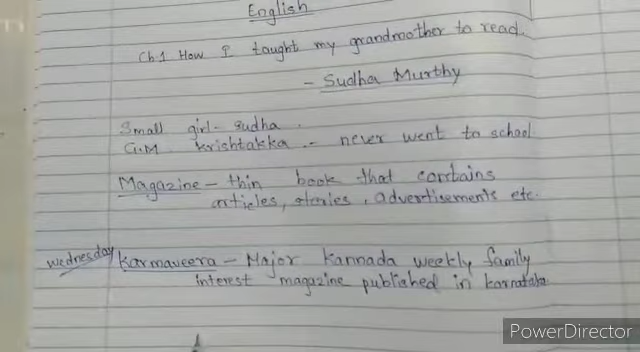 English
Ch.1 How I taught my grandmother to read.
- Sudha Murthy
Small girl - sudha.
G.M krishtakka - never went to school
Magazine - thin book that contains
articles, stories, advertisements etc.
wednesday Karmaveera - Major Kannada weekly family
interest magazine published in Karnataka
PowerDirector